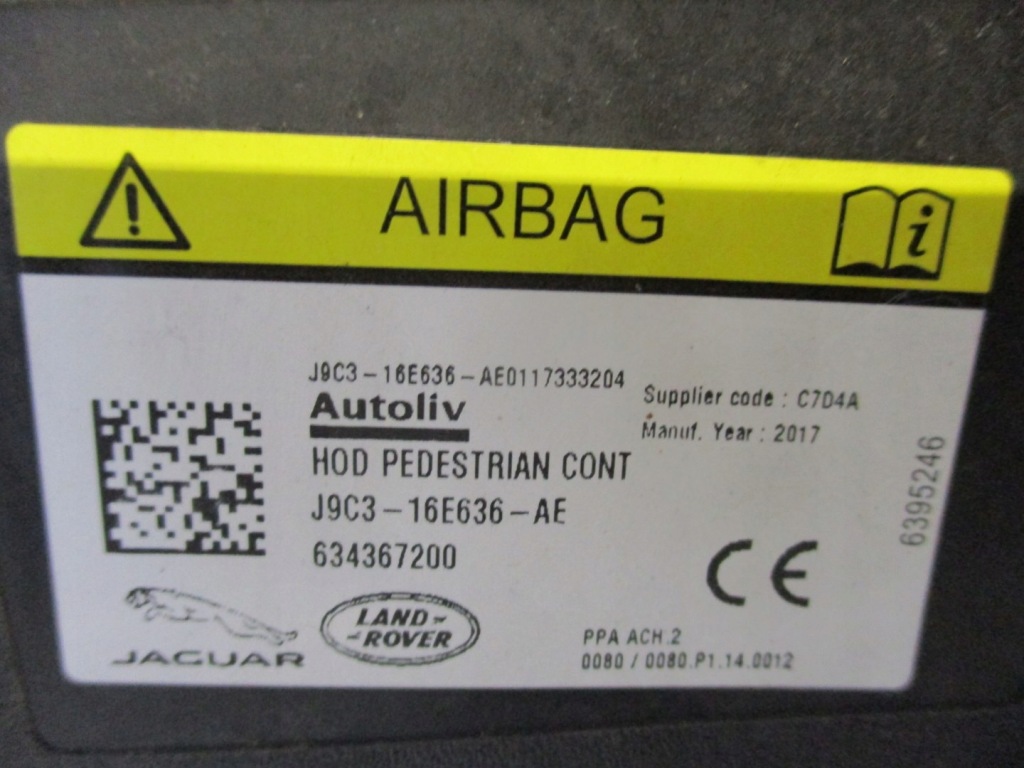 AIRBAG
J9C3-16E636-AE0117333204
Autoliv
Supplier code : C7D4A
Manuf. Year : 2017
HOD PEDESTRIAN CONT
J9C3-16E636-AE
634367200
6395246
CE
JAGUAR
LAND-
-ROVER
PPA ACH.2
0080 / 0080.P1.14.0012